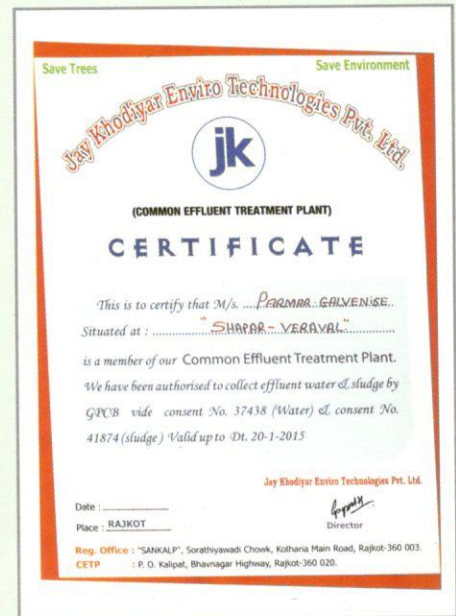 Save Trees Save Environment
Jay Khodiyar Enviro Technologies Pvt. Ltd.
jk
(COMMON EFFLUENT TREATMENT PLANT)
CERTIFICATE
This is to certify that M/s. ....PARMAR GALVENISE..
Situated at : .............."SHAPAR - VERAVAL"..............
is a member of our Common Effluent Treatment Plant.
We have been authorised to collect effluent water & sludge by
GPCB vide consent No. 37438 (Water) & consent No.
41874 (sludge) Valid up to Dt. 20-1-2015
Jay Khodiyar Enviro Technologies Pvt. Ltd.
Date : ____________
Director
Place : RAJKOT
Reg. Office : "SANKALP", Sorathiyawadi Chowk, Kotharia Main Road, Rajkot-360 003.
CETP : P. O. Kalipat, Bhavnagar Highway, Rajkot-360 020.